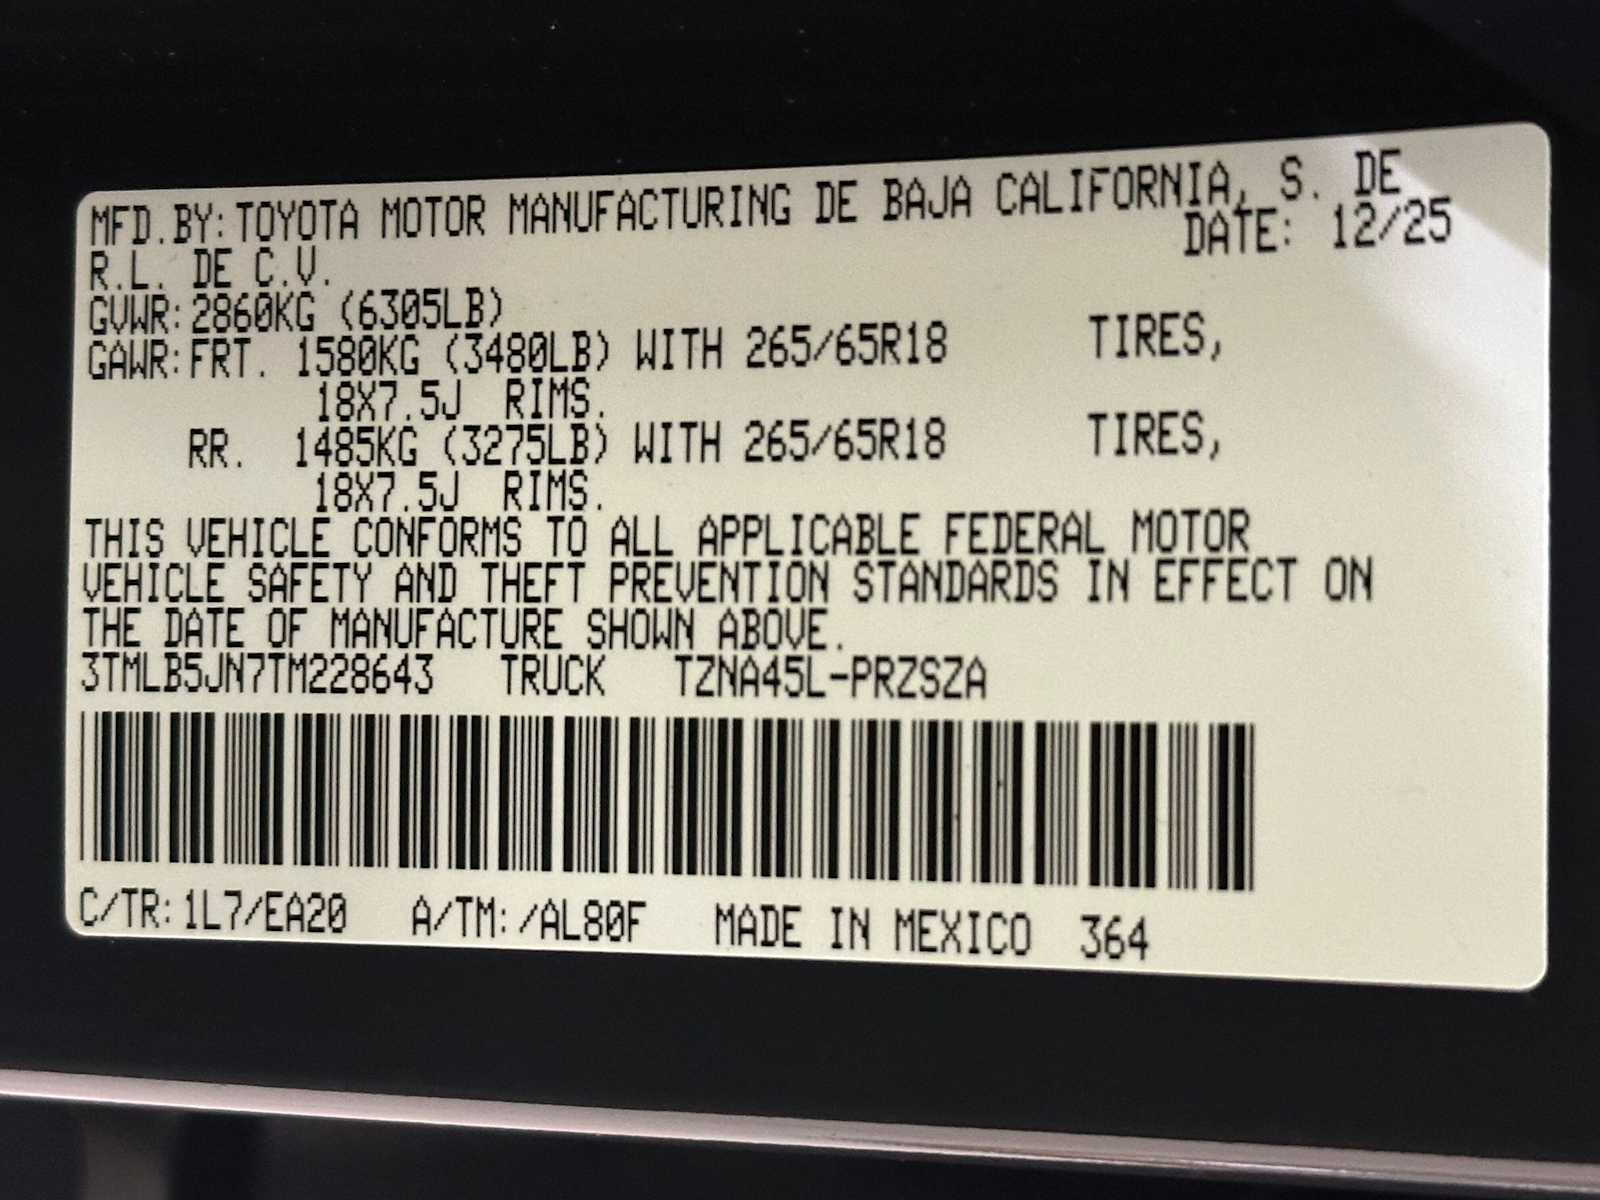 MFD.BY:TOYOTA MOTOR MANUFACTURING DE BAJA CALIFORNIA, S. DE
R.L. DE C.V. DATE: 12/25
GVWR:2860KG (6305LB)
GAWR:FRT. 1580KG (3480LB) WITH 265/65R18 TIRES,
18X7.5J RIMS.
RR. 1485KG (3275LB) WITH 265/65R18 TIRES,
18X7.5J RIMS.
THIS VEHICLE CONFORMS TO ALL APPLICABLE FEDERAL MOTOR
VEHICLE SAFETY AND THEFT PREVENTION STANDARDS IN EFFECT ON
THE DATE OF MANUFACTURE SHOWN ABOVE.
3TMLB5JN7TM228643 TRUCK TZNA45L-PRZSZA
C/TR:1L7/EA20 A/TM:/AL80F MADE IN MEXICO 364